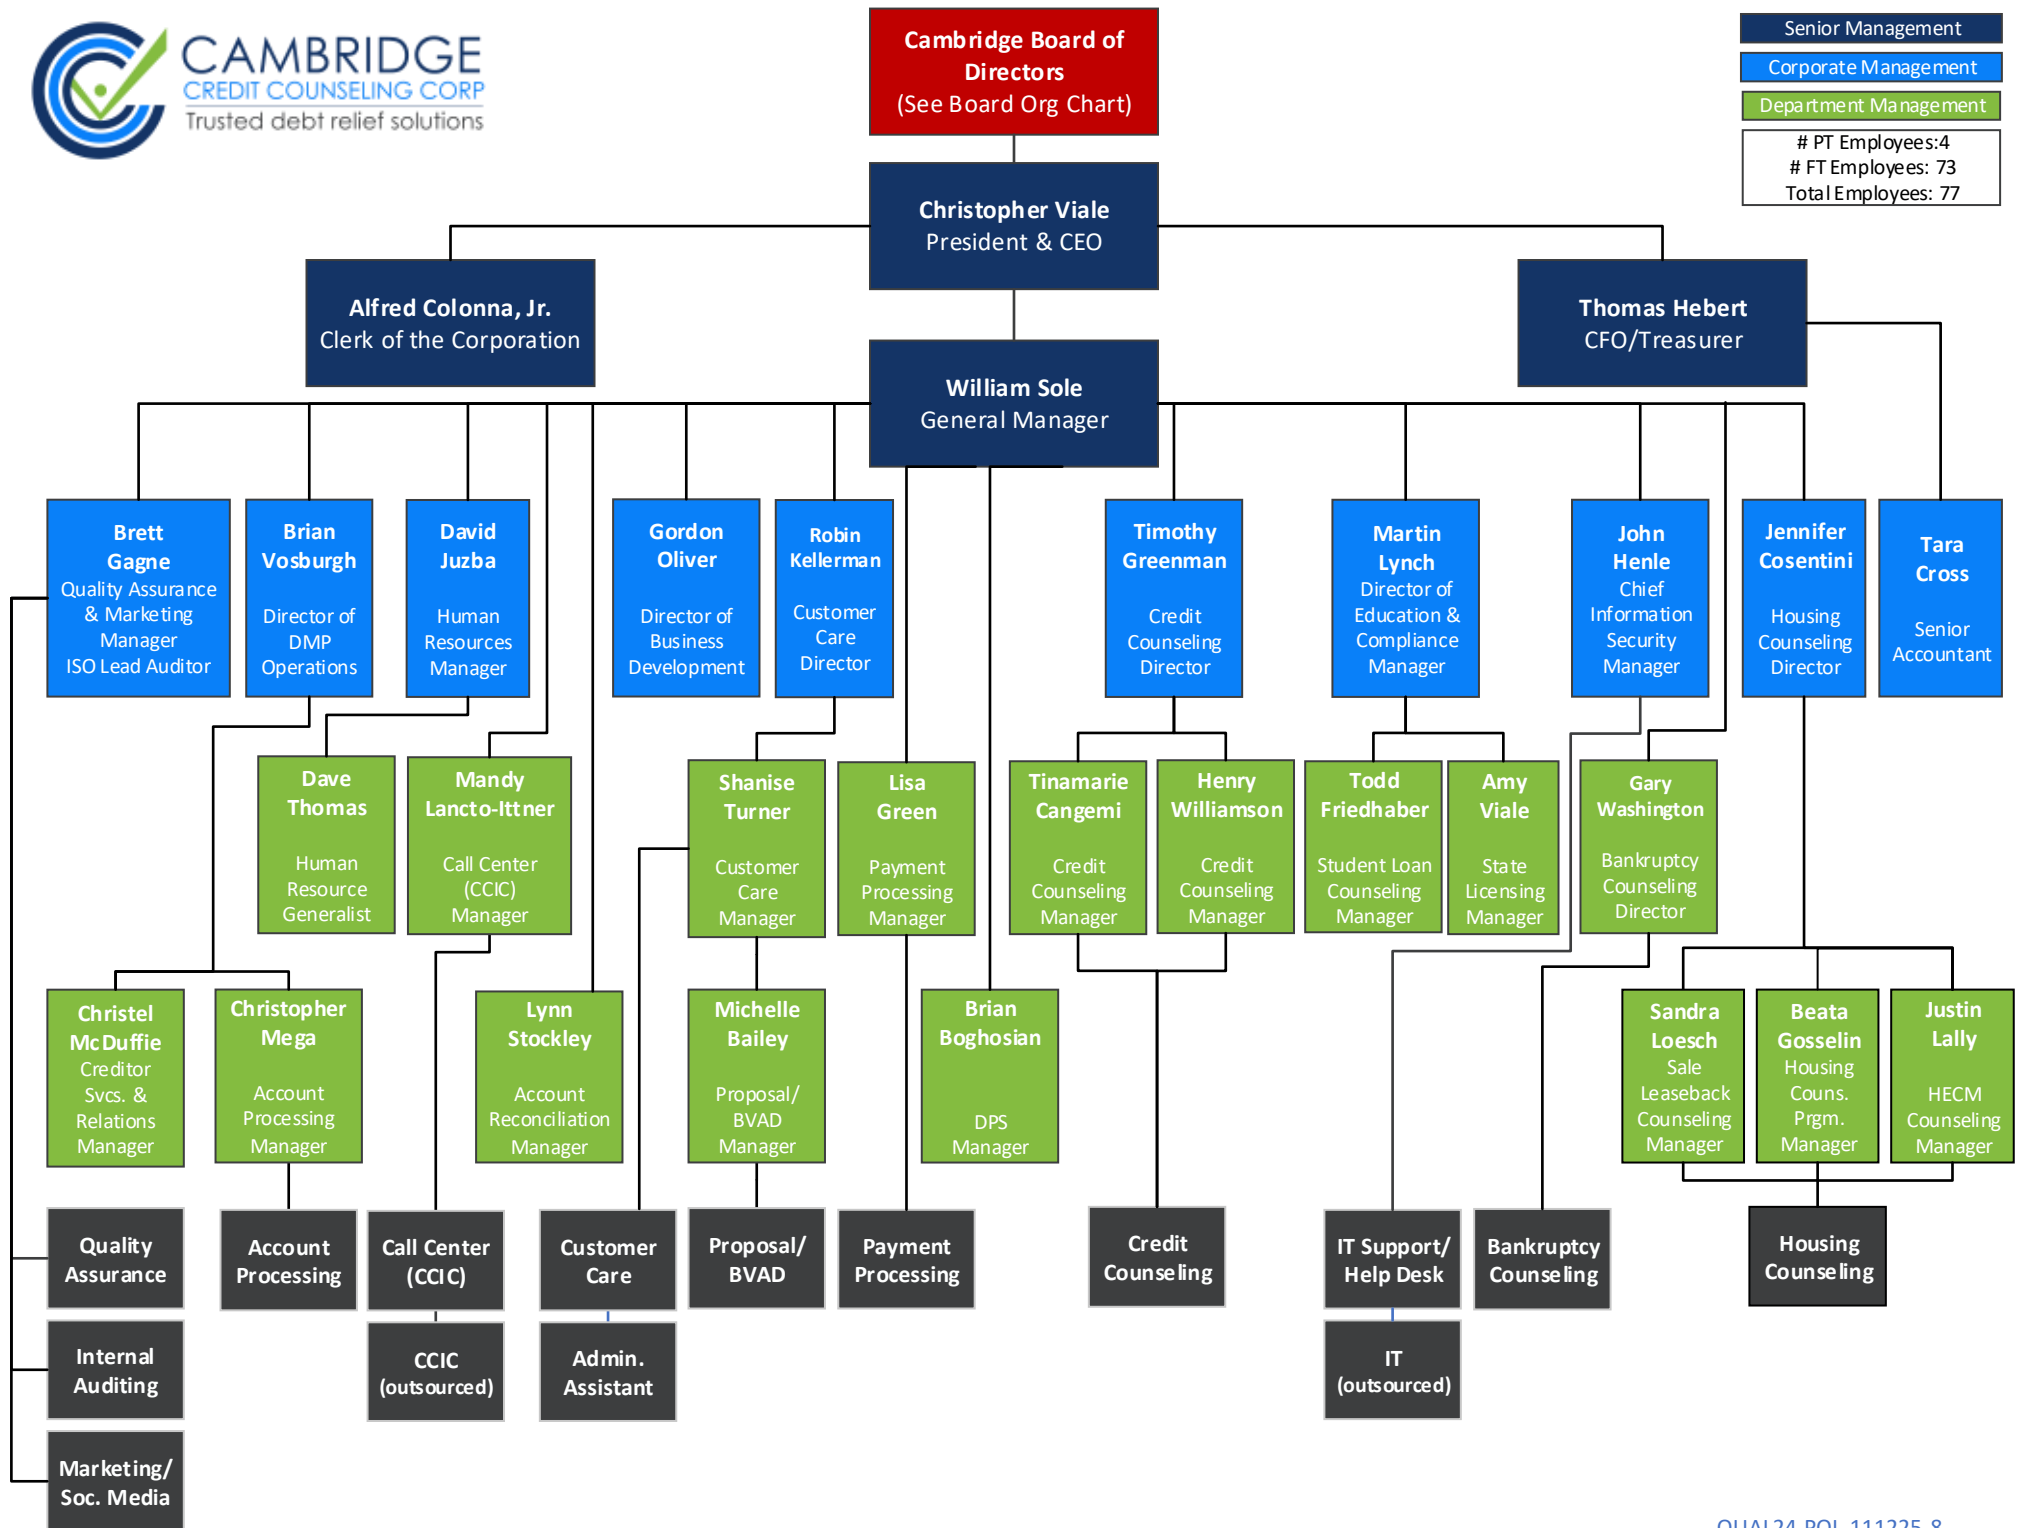 CAMBRIDGE
CREDIT COUNSELING CORP
Trusted debt relief solutions
Cambridge Board of
Directors
(See Board Org Chart)
Senior Management
Corporate Management
Department Management
# PT Employees:4
# FT Employees: 73
Total Employees: 77
Christopher Viale
President & CEO
Alfred Colonna, Jr.
Clerk of the Corporation
Thomas Hebert
CFO/Treasurer
William Sole
General Manager
Brett
Gagne
Quality Assurance
& Marketing
Manager
ISO Lead Auditor
Brian
Vosburgh
Director of
DMP
Operations
David
Juzba
Human
Resources
Manager
Gordon
Oliver
Director of
Business
Development
Robin
Kellerman
Customer
Care
Director
Timothy
Greenman
Credit
Counseling
Director
Martin
Lynch
Director of
Education &
Compliance
Manager
John
Henle
Chief
Information
Security
Manager
Jennifer
Cosentini
Housing
Counseling
Director
Tara
Cross
Senior
Accountant
Dave
Thomas
Human
Resource
Generalist
Mandy
Lancto-Ittner
Call Center
(CCIC)
Manager
Shanise
Turner
Customer
Care
Manager
Lisa
Green
Payment
Processing
Manager
Tinamarie
Cangemi
Credit
Counseling
Manager
Henry
Williamson
Credit
Counseling
Manager
Todd
Friedhaber
Student Loan
Counseling
Manager
Amy
Viale
State
Licensing
Manager
Gary
Washington
Bankruptcy
Counseling
Director
Christel
McDuffie
Creditor
Svcs. &
Relations
Manager
Christopher
Mega
Account
Processing
Manager
Lynn
Stockley
Account
Reconciliation
Manager
Michelle
Bailey
Proposal/
BVAD
Manager
Brian
Boghosian
DPS
Manager
Sandra
Loesch
Sale
Leaseback
Counseling
Manager
Beata
Gosselin
Housing
Couns.
Prgm.
Manager
Justin
Lally
HECM
Counseling
Manager
Quality
Assurance
Account
Processing
Call Center
(CCIC)
Customer
Care
Proposal/
BVAD
Payment
Processing
Credit
Counseling
IT Support/
Help Desk
Bankruptcy
Counseling
Housing
Counseling
Internal
Auditing
CCIC
(outsourced)
Admin.
Assistant
IT
(outsourced)
Marketing/
Soc. Media
QUAL24-POL-111225-8